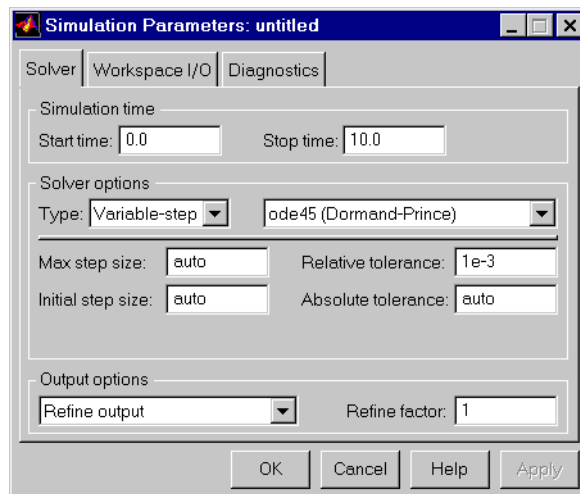 Simulation Parameters: untitled
Solver Workspace I/O Diagnostics
Simulation time
Start time: 0.0 Stop time: 10.0
Solver options
Type: Variable-step ode45 (Dormand-Prince)
Max step size: auto Relative tolerance: 1e-3
Initial step size: auto Absolute tolerance: auto
Output options
Refine output Refine factor: 1
OK Cancel Help Apply